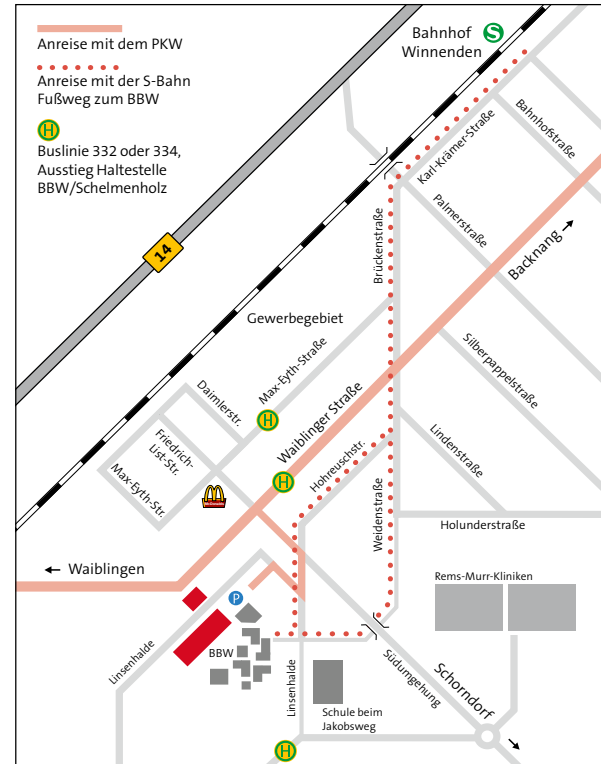 Anreise mit dem PKW
Anreise mit der S-Bahn
Fußweg zum BBW
H
Buslinie 332 oder 334,
Ausstieg Haltestelle
BBW/Schelmenholz
Bahnhof
Winnenden
S
14
Karl-Krämer-Straße
Bahnhofstraße
Palmerstraße
Brückenstraße
Backnang
Gewerbegebiet
Max-Eyth-Straße
Daimlerstr.
Friedrich-
List-Str.
Max-Eyth-Str.
H
Waiblinger Straße
H
Hohreuschstr.
Silberpappelstraße
Lindenstraße
Weidenstraße
Holunderstraße
Waiblingen
Rems-Murr-Kliniken
P
BBW
Linsenhalde
Linsenhalde
Südumgehung
Schorndorf
Schule beim
Jakobsweg
H